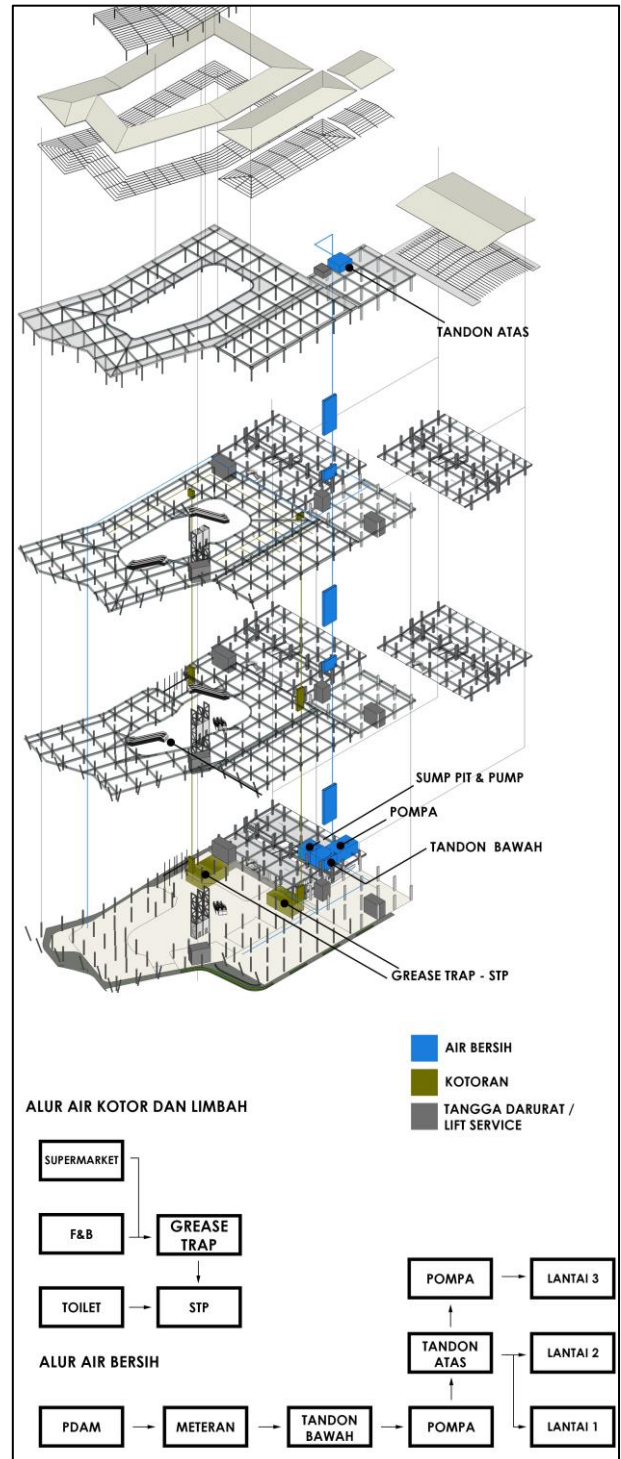 TANDON ATAS
SUMP PIT & PUMP
POMPA
TANDON BAWAH
GREASE TRAP - STP
AIR BERSIH
KOTORAN
TANGGA DARURAT /
LIFT SERVICE
ALUR AIR KOTOR DAN LIMBAH
SUPERMARKET
F&B
GREASE
TRAP
TOILET
STP
ALUR AIR BERSIH
PDAM
METERAN
TANDON
BAWAH
POMPA
TANDON
ATAS
POMPA
LANTAI 3
LANTAI 2
LANTAI 1